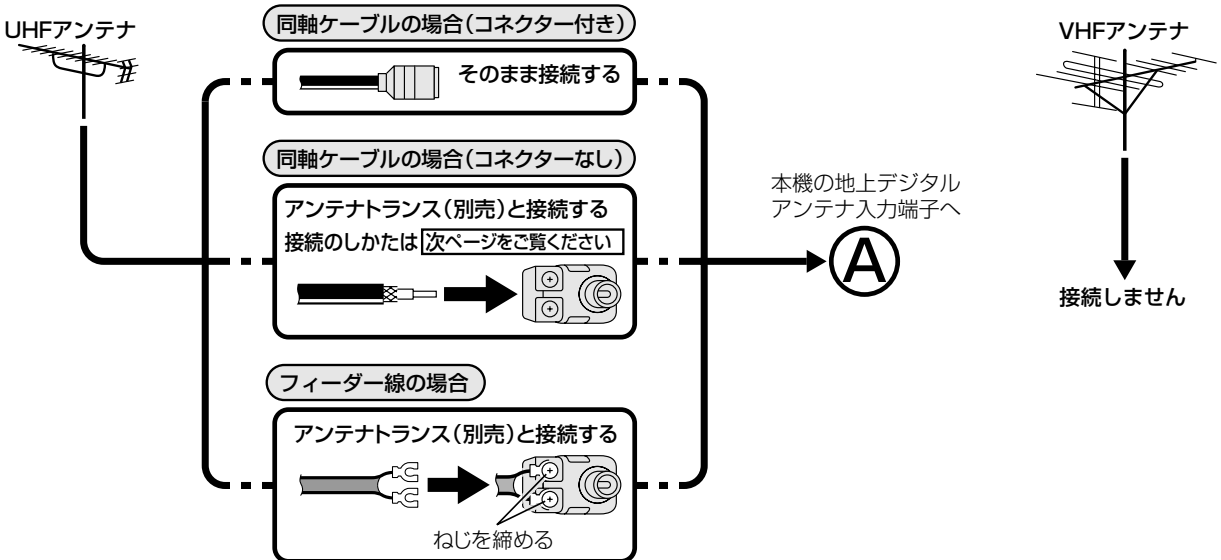 UHFアンテナ
同軸ケーブルの場合(コネクター付き)
そのまま接続する
同軸ケーブルの場合(コネクターなし)
アンテナトランス(別売)と接続する
接続のしかたは 次ページをご覧ください
フィーダー線の場合
アンテナトランス(別売)と接続する
ねじを締める
本機の地上デジタル
アンテナ入力端子へ
A
VHFアンテナ
接続しません